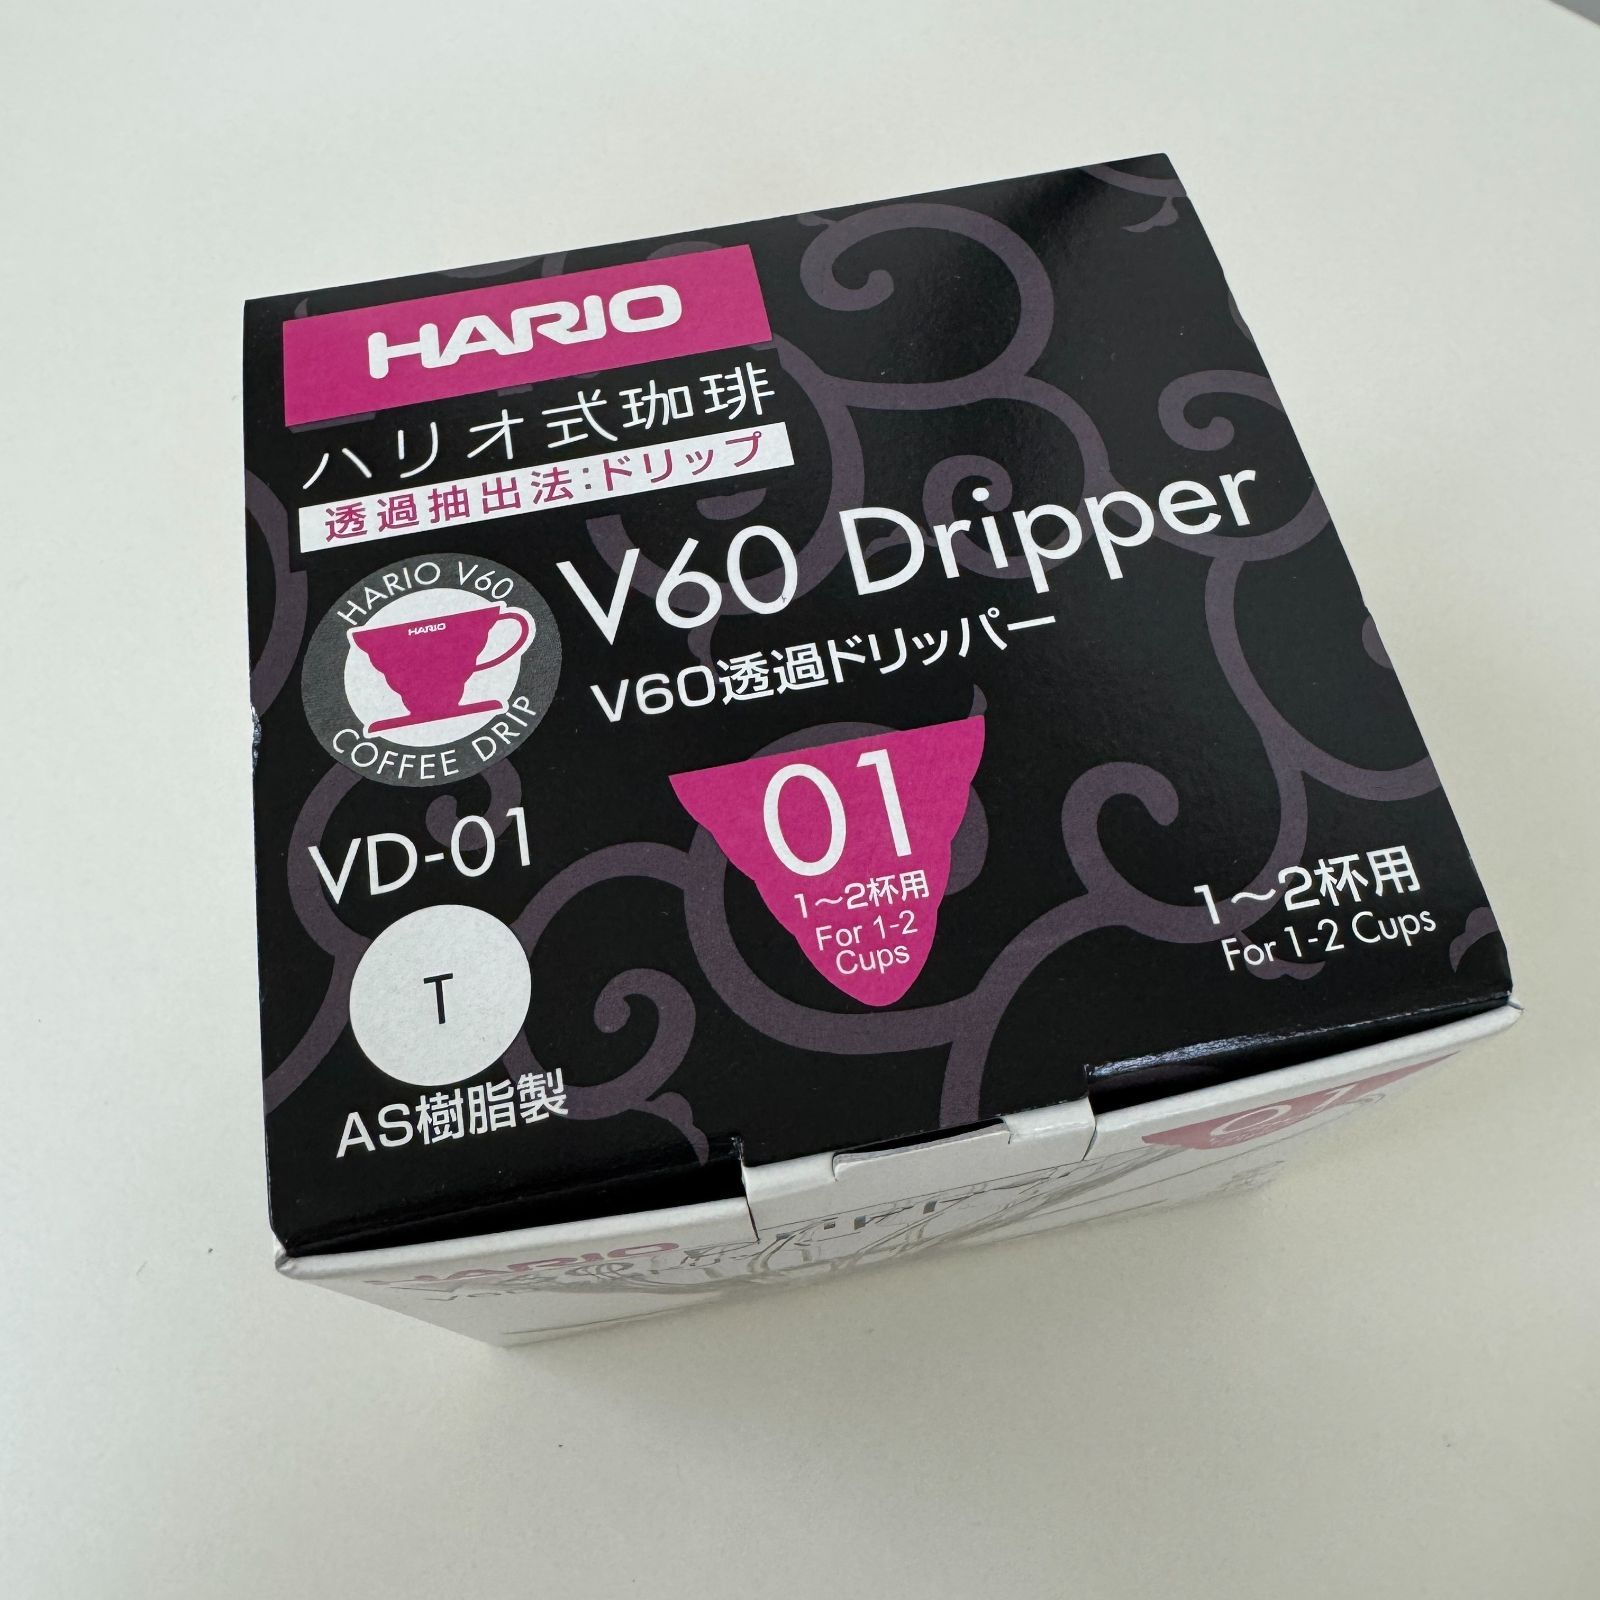 HARIO
ハリオ式珈琲
透過抽出法:ドリップ
HARIO V60
HARIO
COFFEE DRIP
V60 Dripper
V60透過ドリッパー
VD-01
01
1〜2杯用
For 1-2
Cups
1〜2杯用
For 1-2 Cups
T
AS樹脂製
HARIO
01